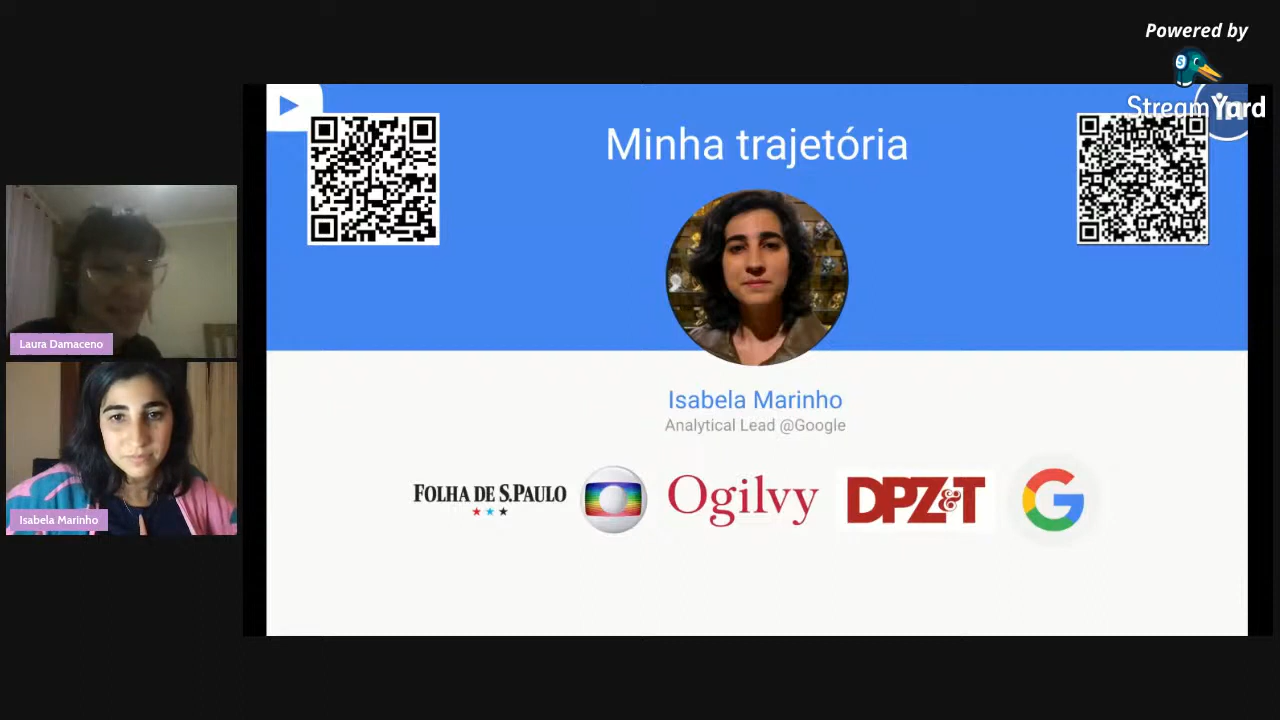 Powered by
StreamYard
in
Minha trajetória
Laura Damaceno
Isabela Marinho
Isabela Marinho
Analytical Lead @Google
FOLHA DE S.PAULO
Ogilvy
DPZ&T
G